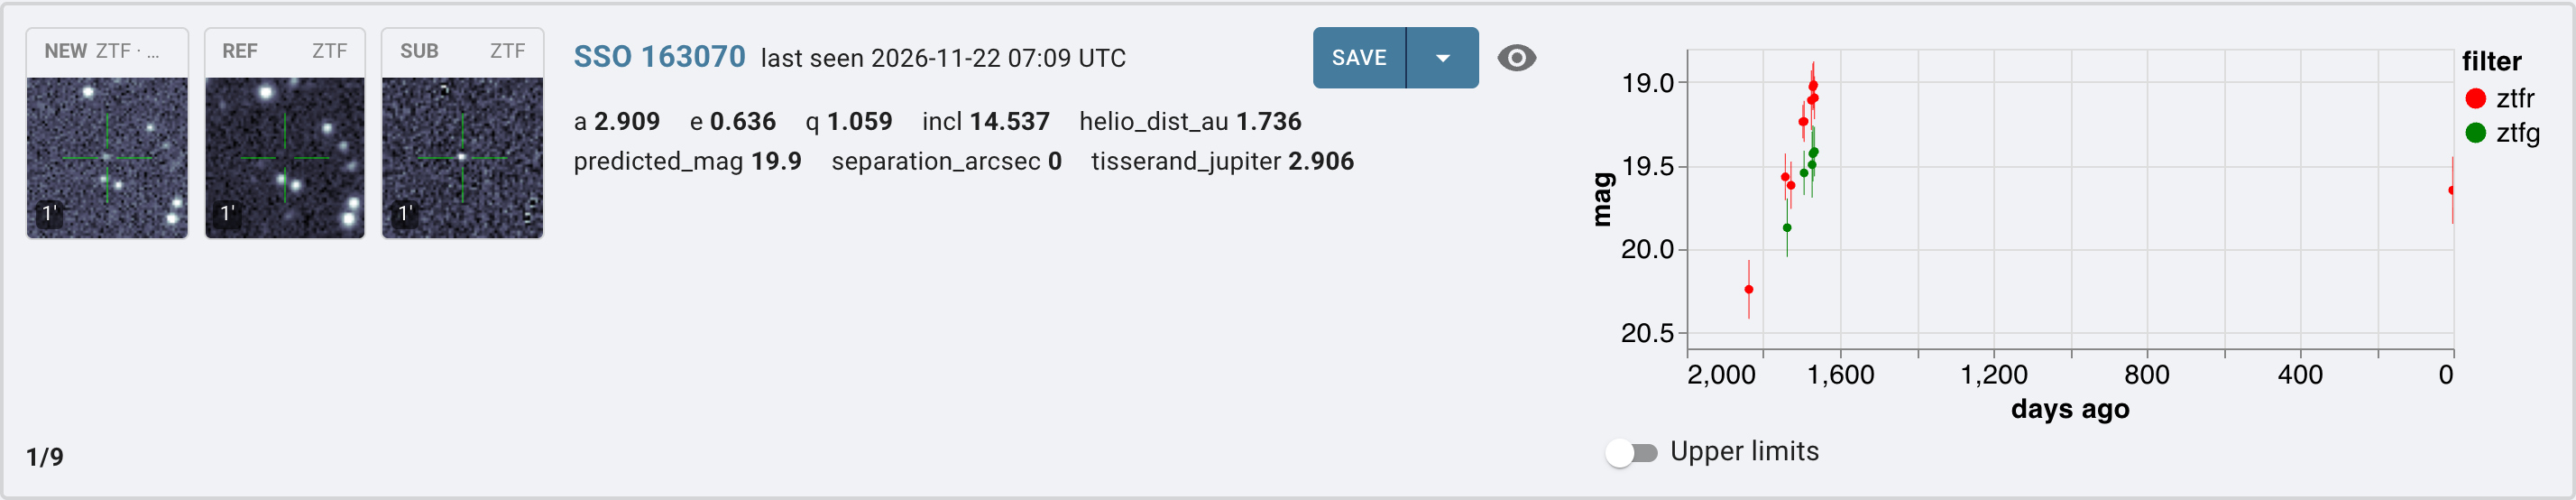 NEW ZTF · ...
REF ZTF
SUB ZTF
1'
1'
1'
SSO 163070 last seen 2026-11-22 07:09 UTC
SAVE
a 2.909 e 0.636 q 1.059 incl 14.537 helio_dist_au 1.736
predicted_mag 19.9 separation_arcsec 0 tisserand_jupiter 2.906
1/9
mag
19.0
19.5
20.0
20.5
2,000 1,600 1,200 800 400 0
days ago
filter
ztfr
ztfg
Upper limits